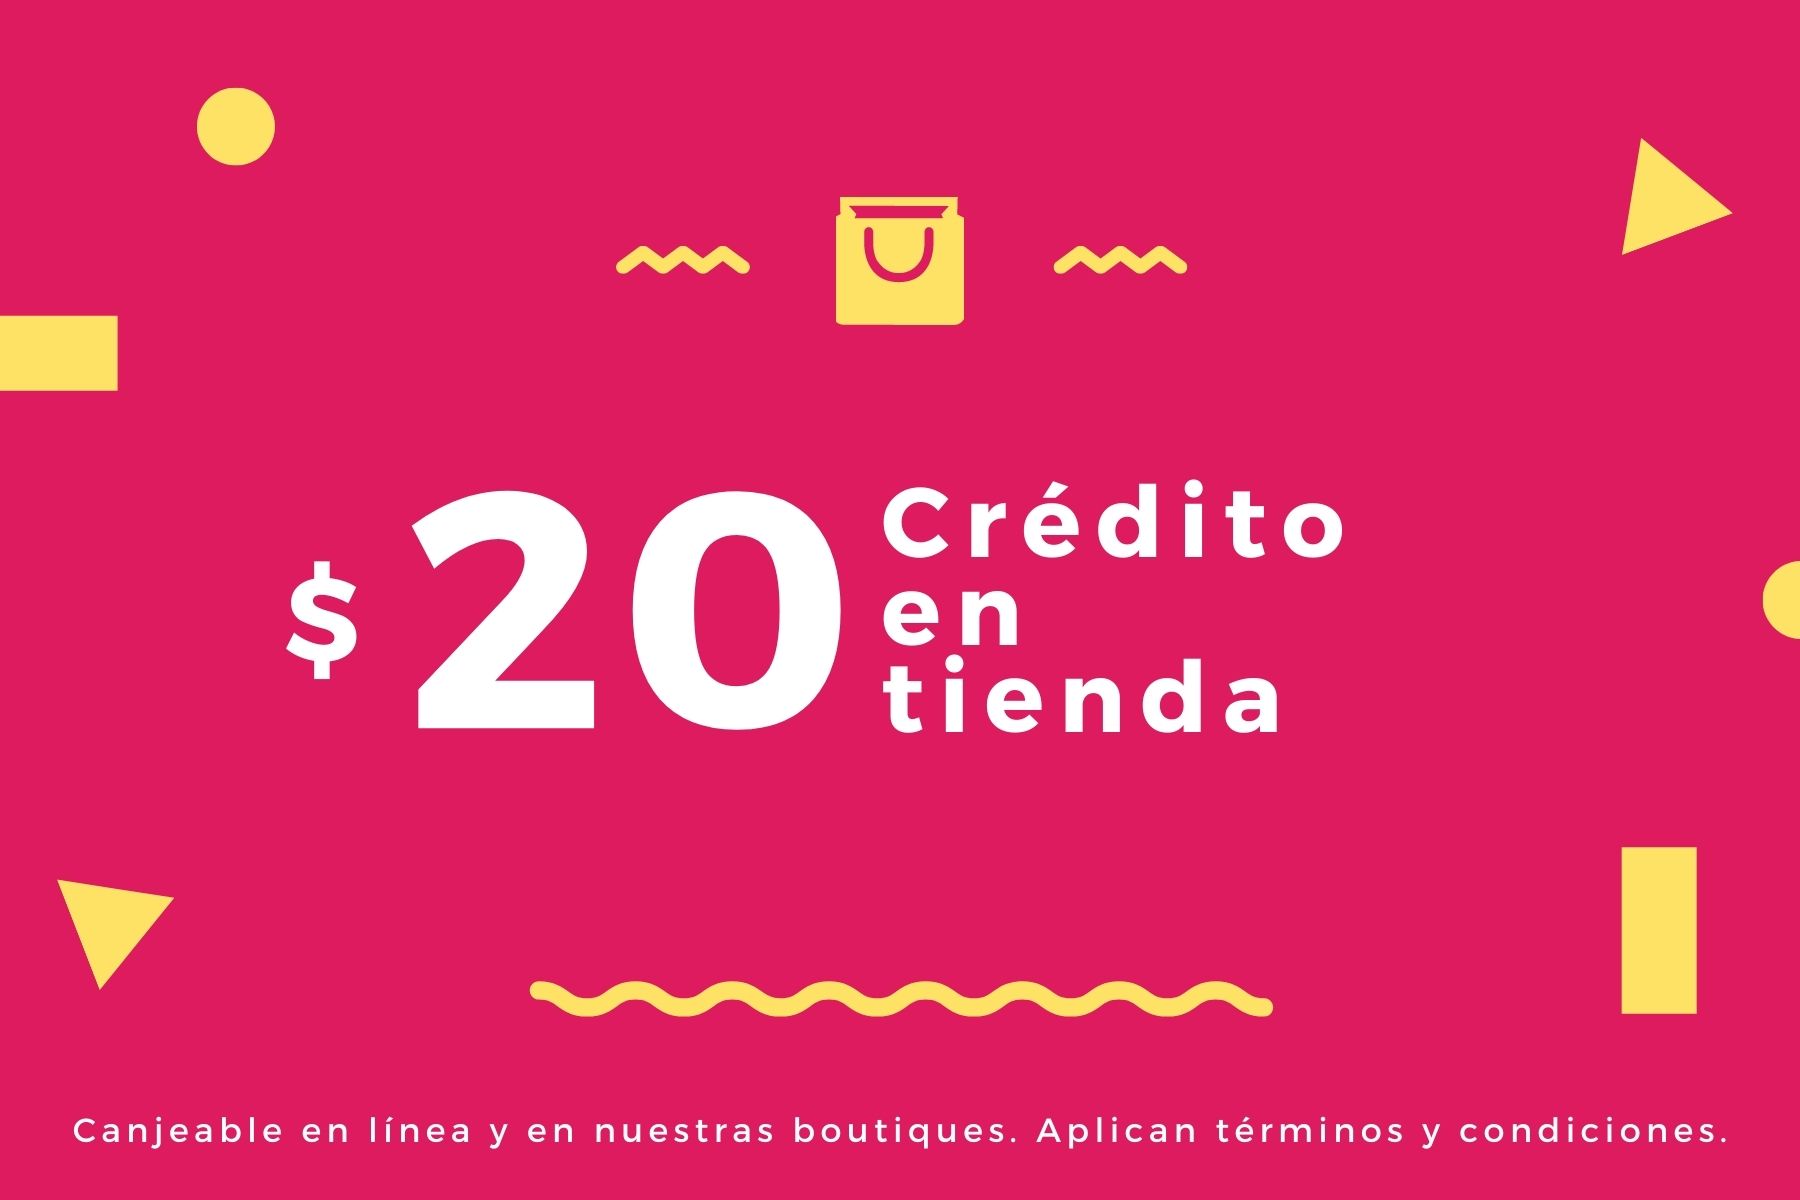 $20 Crédito
en
tienda
Canjeable en línea y en nuestras boutiques. Aplican términos y condiciones.